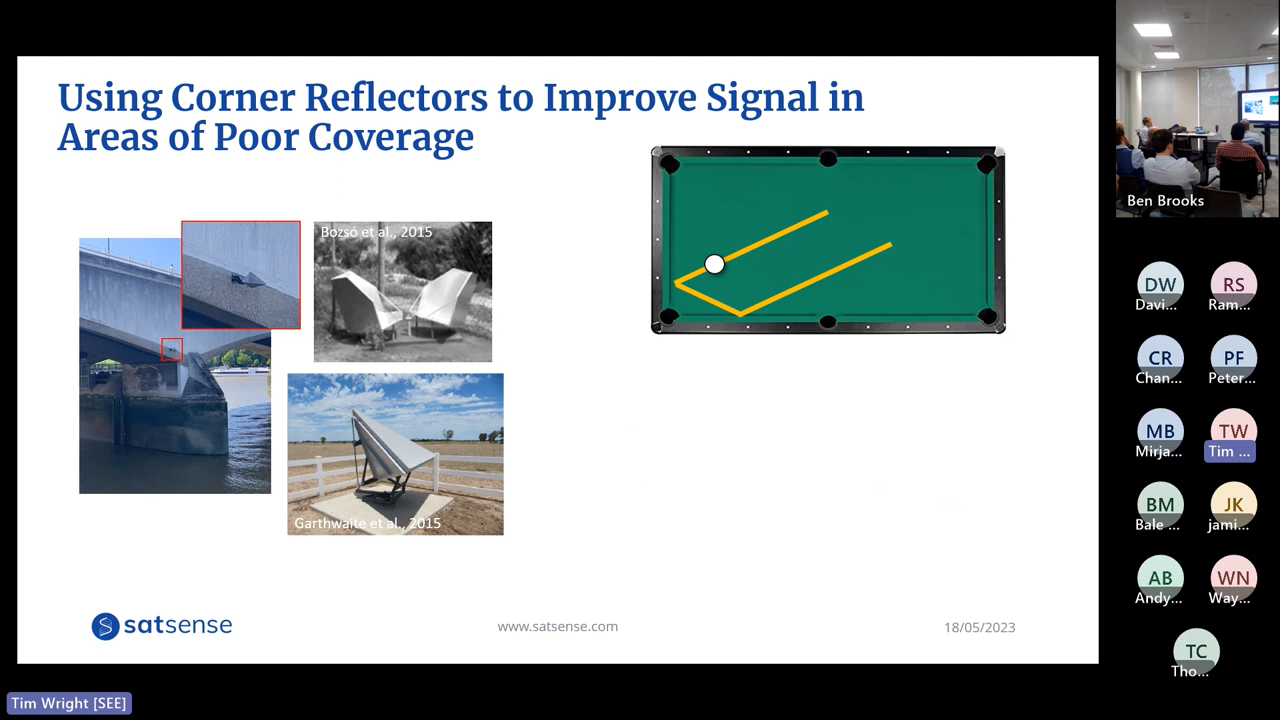 Using Corner Reflectors to Improve Signal in
Areas of Poor Coverage
Bozsó et al., 2015
Garthwaite et al., 2015
satsense
www.satsense.com
18/05/2023
Ben Brooks
DW
Davi...
RS
Ram...
CR
Chan...
PF
Peter...
MB
Mirja...
TW
Tim ...
BM
Bale ...
JK
jami...
AB
Andy...
WN
Way...
TC
Tho...
Tim Wright [SEE]